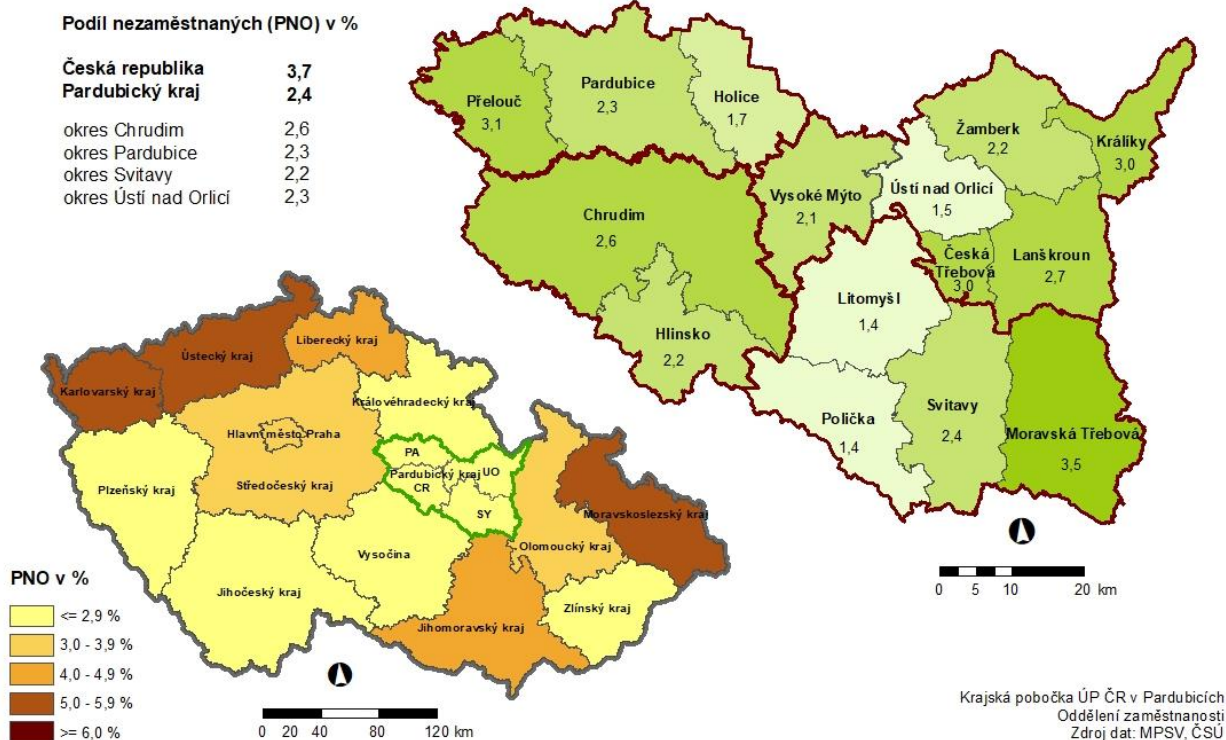 Podíl nezaměstnaných (PNO) v %
Česká republika 3,7
Pardubický kraj 2,4
okres Chrudim 2,6
okres Pardubice 2,3
okres Svitavy 2,2
okres Ústí nad Orlicí 2,3
Přelouč
3,1
Pardubice
2,3
Holice
1,7
Žamberk
2,2
Králíky
3,0
Vysoké Mýto
2,1
Ústí nad Orlicí
1,5
Chrudim
2,6
Česká
Třebová
3,0
Lanškroun
2,7
Litomyšl
1,4
Hlinsko
2,2
Polička
1,4
Svitavy
2,4
Moravská Třebová
3,5
0 5 10 20 km
Karlovarský kraj
Ústecký kraj
Liberecký kraj
Královéhradecký kraj
Hlavní město Praha
Středočeský kraj
Plzeňský kraj
PA
Pardubický kraj
UO
CR
SY
Moravskoslezský kraj
Olomoucký kraj
Vysočina
Jihočeský kraj
Jihomoravský kraj
Zlínský kraj
PNO v %
<= 2,9 %
3,0 - 3,9 %
4,0 - 4,9 %
5,0 - 5,9 %
>= 6,0 %
0 20 40 80 120 km
Krajská pobočka ÚP ČR v Pardubicích
Oddělení zaměstnanosti
Zdroj dat: MPSV, ČSÚ